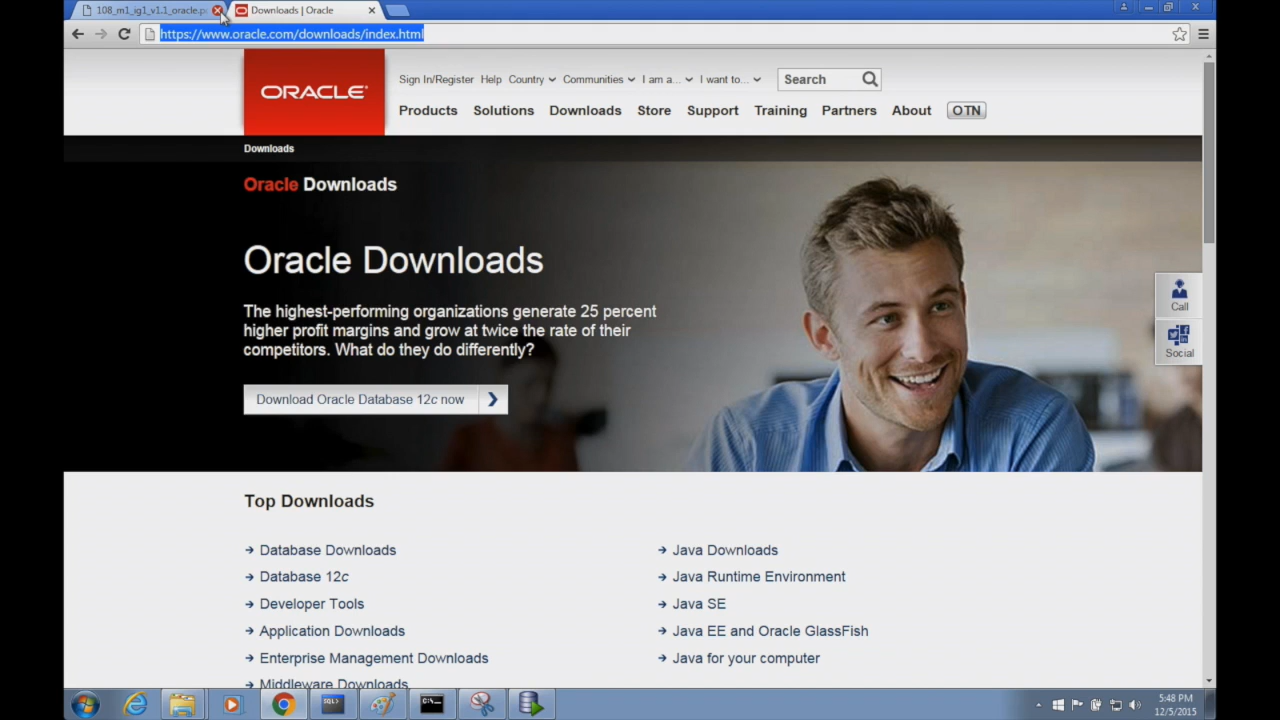 108_m1_ig1_v1.1_oracle.p
Downloads | Oracle
https://www.oracle.com/downloads/index.html
ORACLE
Sign In/Register Help Country Communities I am a... I want to... Search
Products Solutions Downloads Store Support Training Partners About OTN
Downloads
Oracle Downloads
Oracle Downloads
The highest-performing organizations generate 25 percent
higher profit margins and grow at twice the rate of their
competitors. What do they do differently?
Download Oracle Database 12c now
Call
Social
Top Downloads
Database Downloads
Database 12c
Developer Tools
Application Downloads
Enterprise Management Downloads
Middleware Downloads
Java Downloads
Java Runtime Environment
Java SE
Java EE and Oracle GlassFish
Java for your computer
SQL>
C:\
5:48 PM
12/5/2015